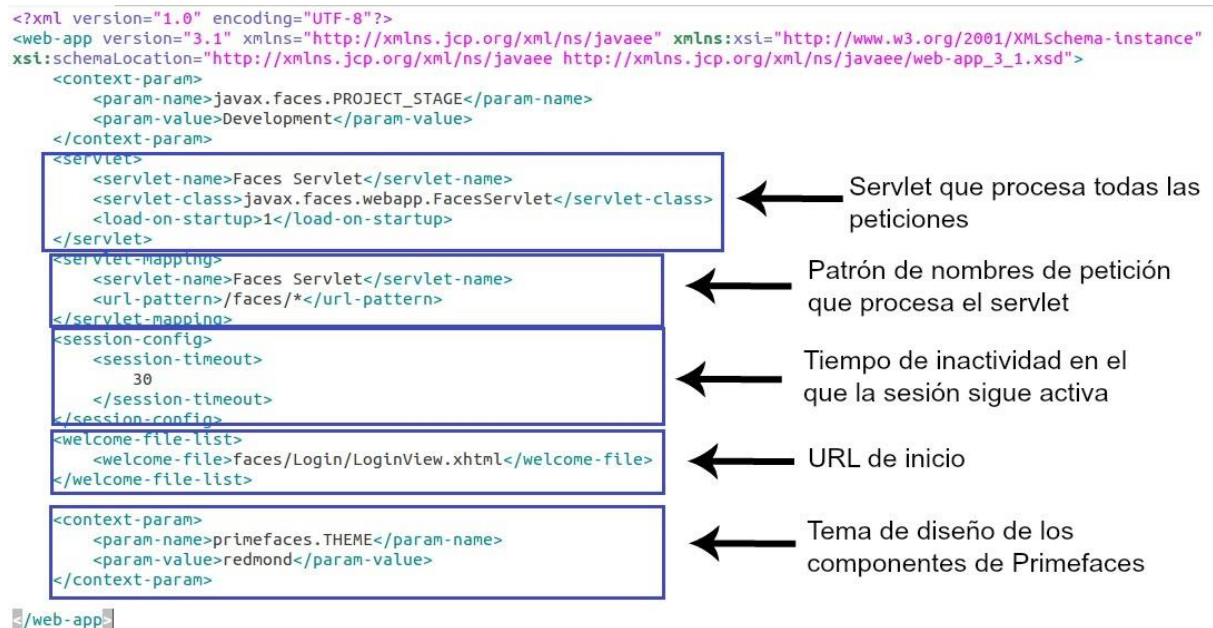 <?xml version="1.0" encoding="UTF-8"?>
<web-app version="3.1" xmlns="http://xmlns.jcp.org/xml/ns/javaee" xmlns:xsi="http://www.w3.org/2001/XMLSchema-instance"
xsi:schemaLocation="http://xmlns.jcp.org/xml/ns/javaee http://xmlns.jcp.org/xml/ns/javaee/web-app_3_1.xsd">
<context-param>
<param-name>javax.faces.PROJECT_STAGE</param-name>
<param-value>Development</param-value>
</context-param>
<servlet>
<servlet-name>Faces Servlet</servlet-name>
<servlet-class>javax.faces.webapp.FacesServlet</servlet-class>
<load-on-startup>1</load-on-startup>
</servlet>
Servlet que procesa todas las
peticiones
<servlet-mapping>
<servlet-name>Faces Servlet</servlet-name>
<url-pattern>/faces/*</url-pattern>
</servlet-mapping>
Patrón de nombres de petición
que procesa el servlet
<session-config>
<session-timeout>
30
</session-timeout>
</session-config>
Tiempo de inactividad en el
que la sesión sigue activa
<welcome-file-list>
<welcome-file>faces/Login/LoginView.xhtml</welcome-file>
</welcome-file-list>
URL de inicio
<context-param>
<param-name>primefaces.THEME</param-name>
<param-value>redmond</param-value>
</context-param>
Tema de diseño de los
componentes de Primefaces
</web-app>